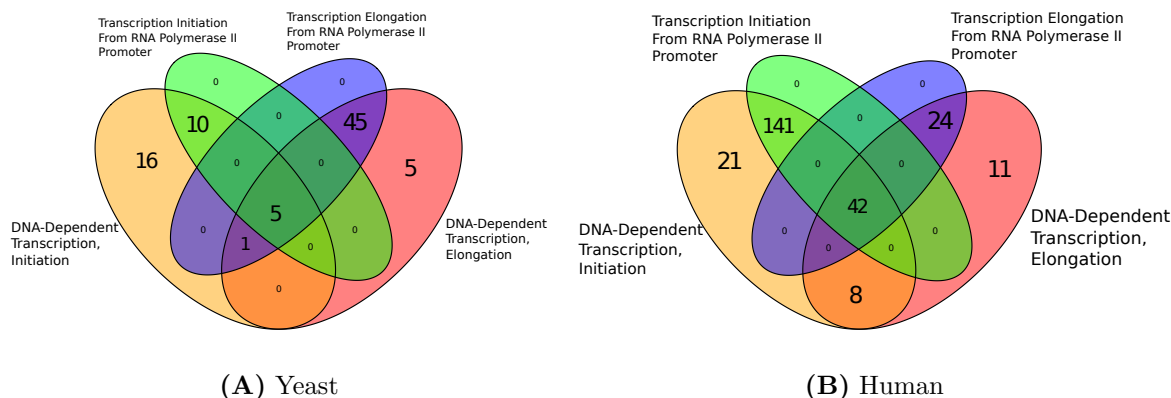 Transcription Initiation
From RNA Polymerase II
Promoter
Transcription Elongation
From RNA Polymerase II
Promoter
0
0
10
0
45
16
0
0
5
5
0
1
0
0
0
DNA-Dependent
Transcription,
Initiation
DNA-Dependent
Transcription,
Elongation
(A) Yeast
Transcription Initiation
From RNA Polymerase II
Promoter
Transcription Elongation
From RNA Polymerase II
Promoter
0
0
141
0
24
21
0
0
11
42
0
0
0
0
8
DNA-Dependent
Transcription,
Initiation
DNA-Dependent
Transcription,
Elongation
(B) Human